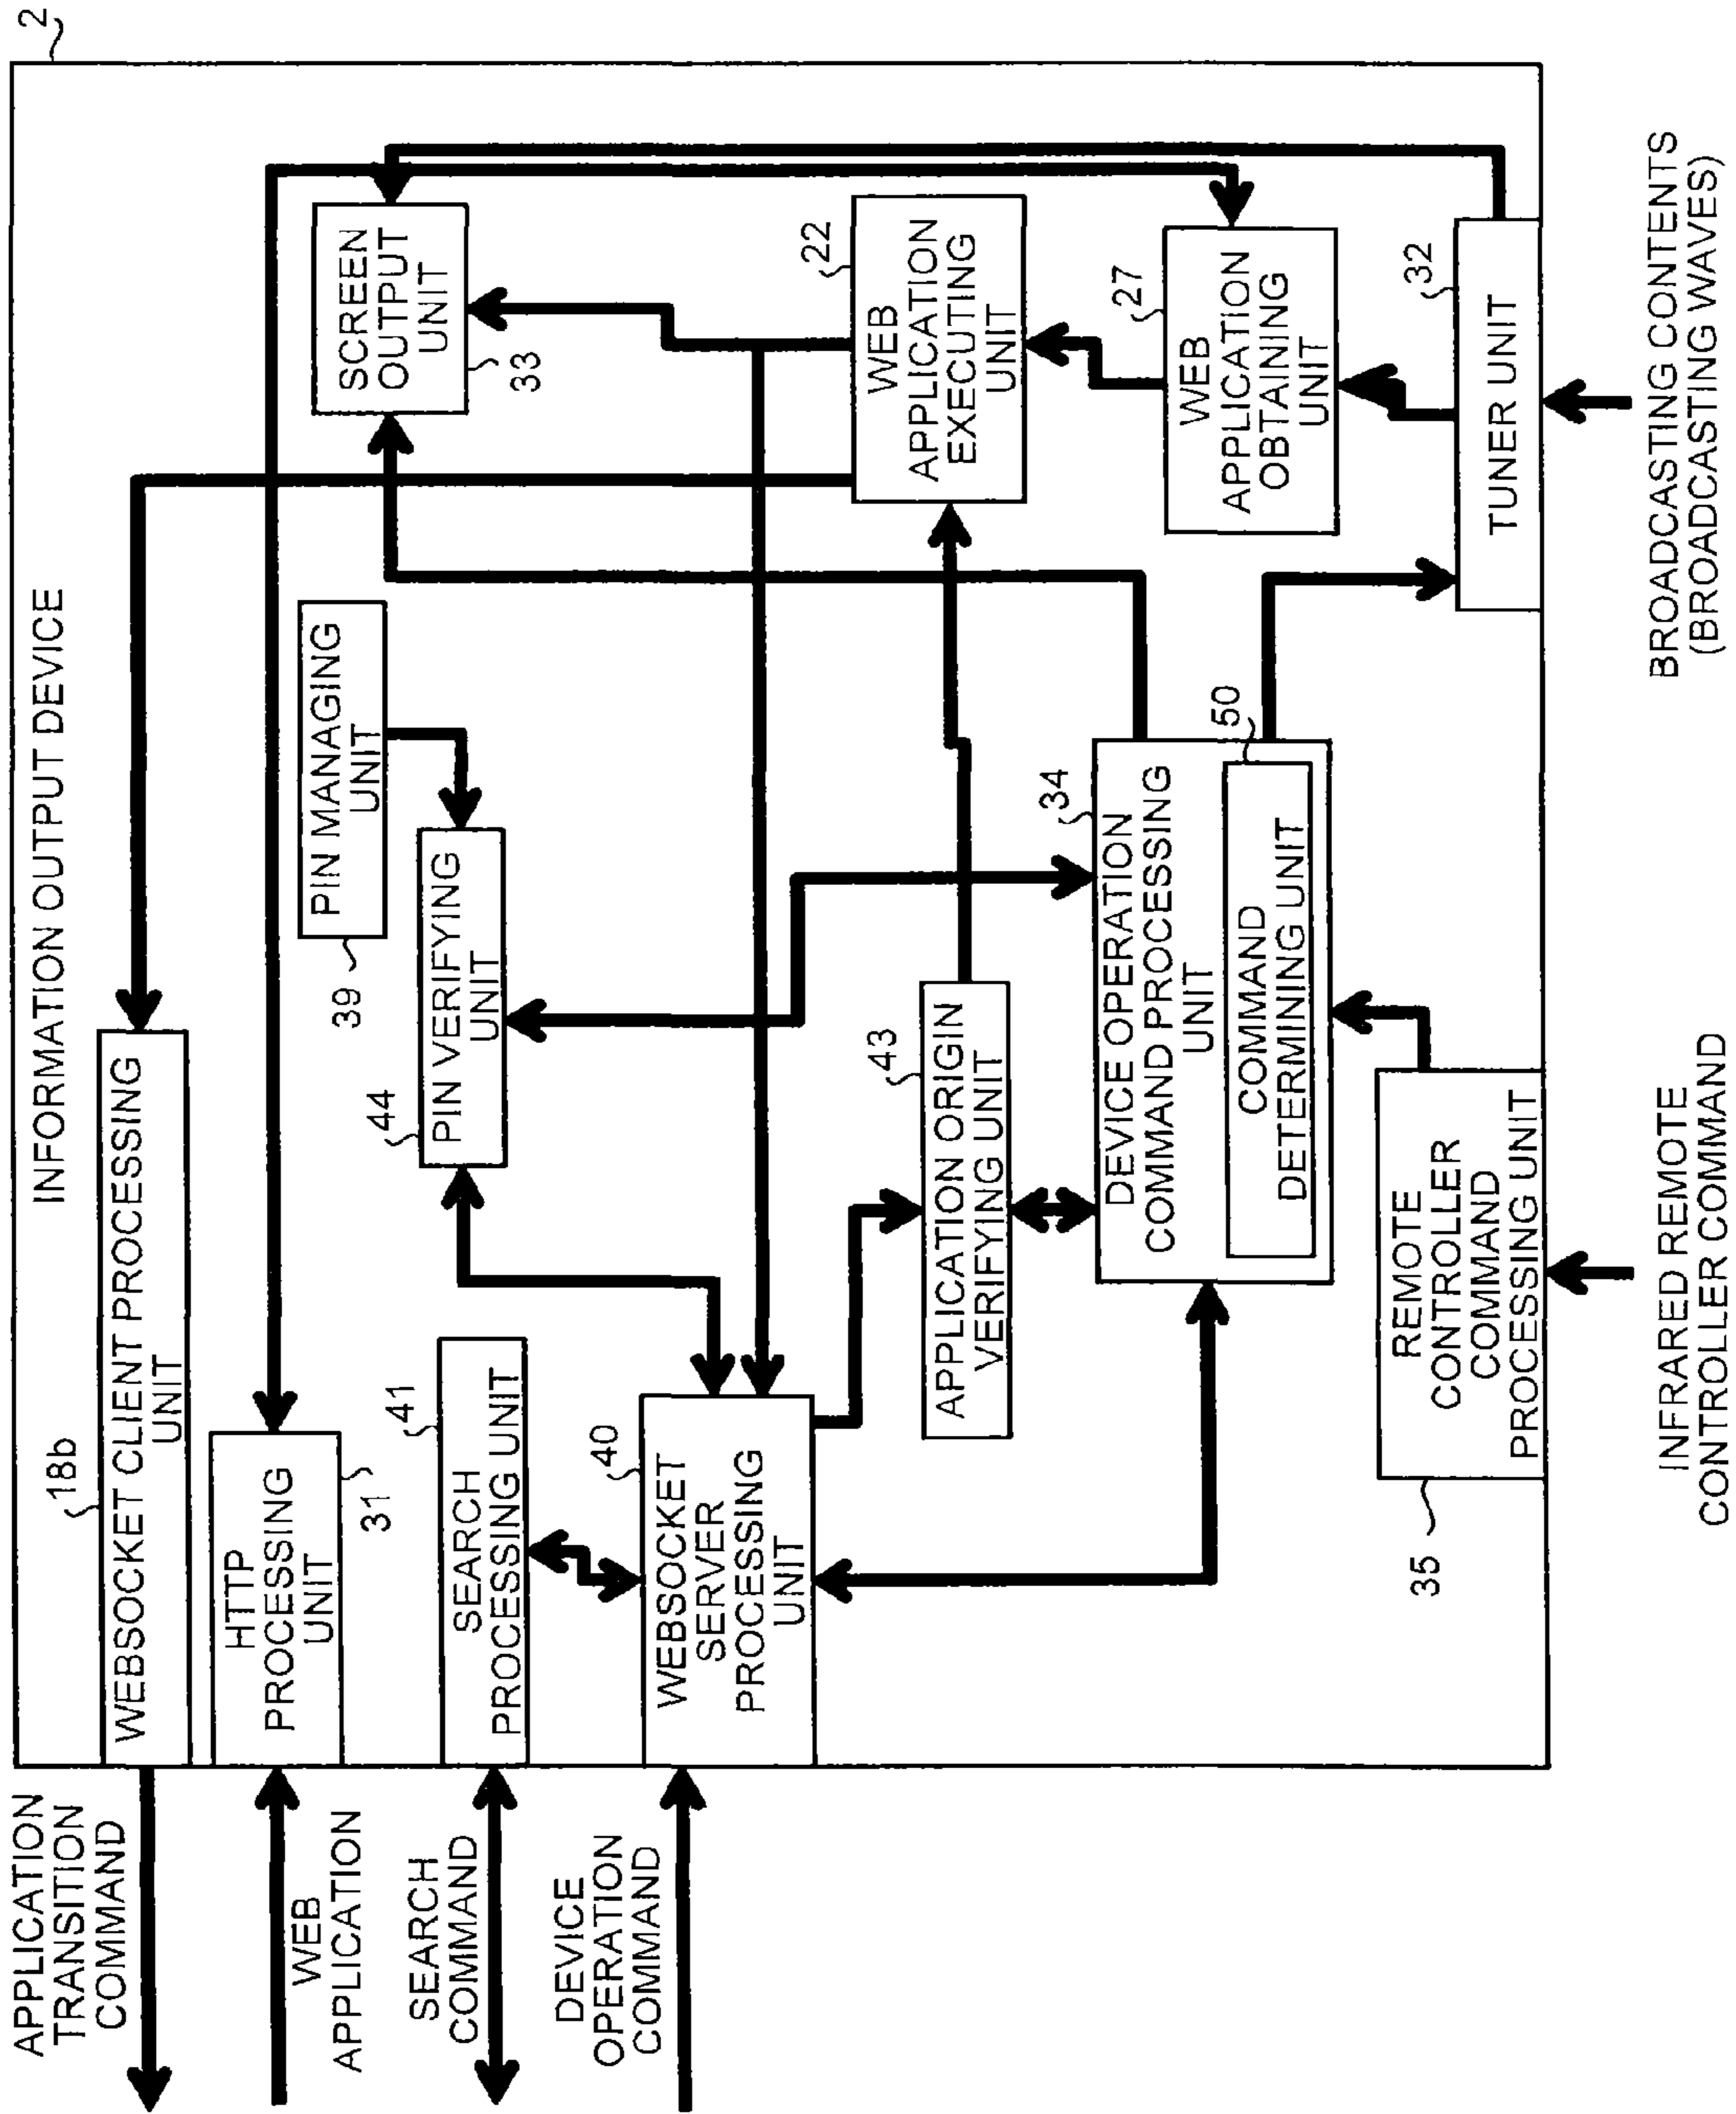 2
INFORMATION OUTPUT DEVICE
APPLICATION
TRANSITION
COMMAND
18b
WEBSOCKET CLIENT PROCESSING
UNIT
WEB
APPLICATION
HTTP
PROCESSING
UNIT
31
SEARCH
COMMAND
41
SEARCH
PROCESSING UNIT
DEVICE
OPERATION
COMMAND
40
WEBSOCKET
SERVER
PROCESSING
UNIT
44
PIN VERIFYING
UNIT
39
PIN MANAGING
UNIT
SCREEN
OUTPUT
UNIT
33
43
APPLICATION ORIGIN
VERIFYING UNIT
22
WEB
APPLICATION
EXECUTING
UNIT
34
DEVICE OPERATION
COMMAND PROCESSING
UNIT
50
COMMAND
DETERMINING UNIT
27
WEB
APPLICATION
OBTAINING
UNIT
35
REMOTE
CONTROLLER
COMMAND
PROCESSING UNIT
32
TUNER UNIT
INFRARED REMOTE
CONTROLLER COMMAND
BROADCASTING CONTENTS
(BROADCASTING WAVES)